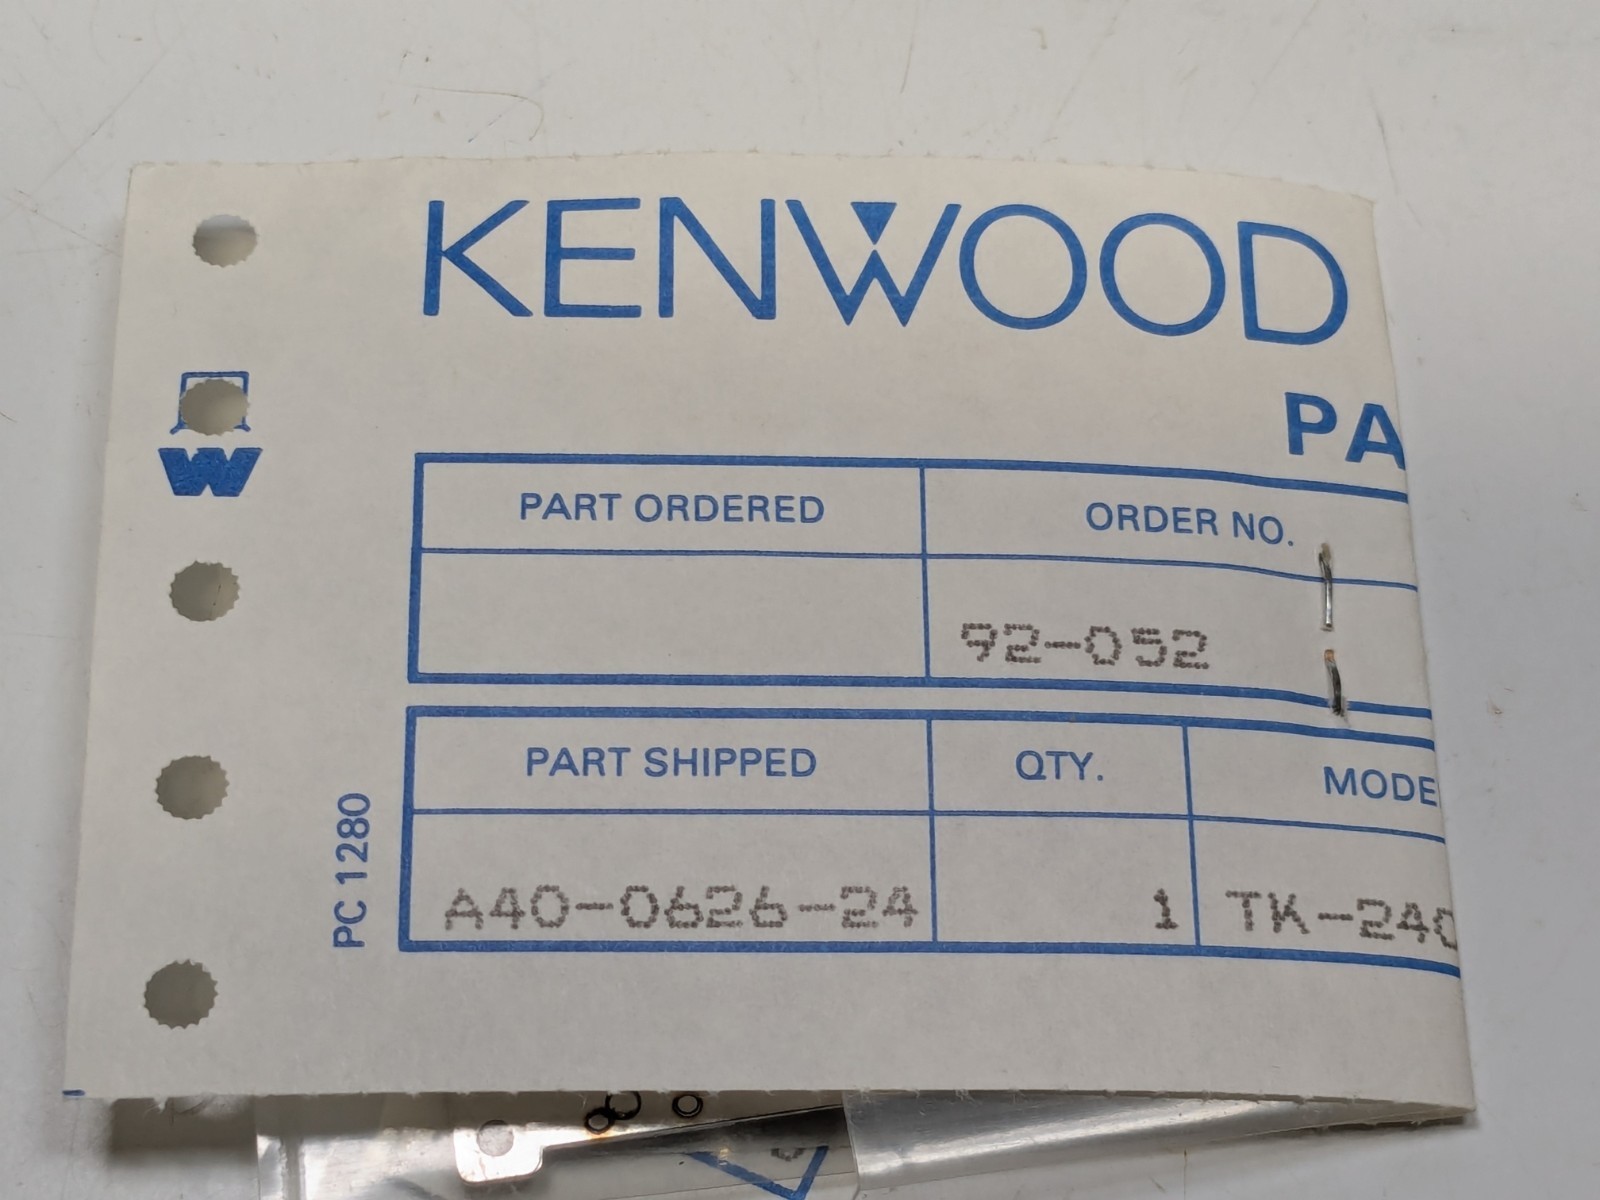 KENWOOD
PA
W
PART ORDERED ORDER NO.
92-052
PART SHIPPED QTY. MODE
A40-0626-24 1 TK-240
PC 1280